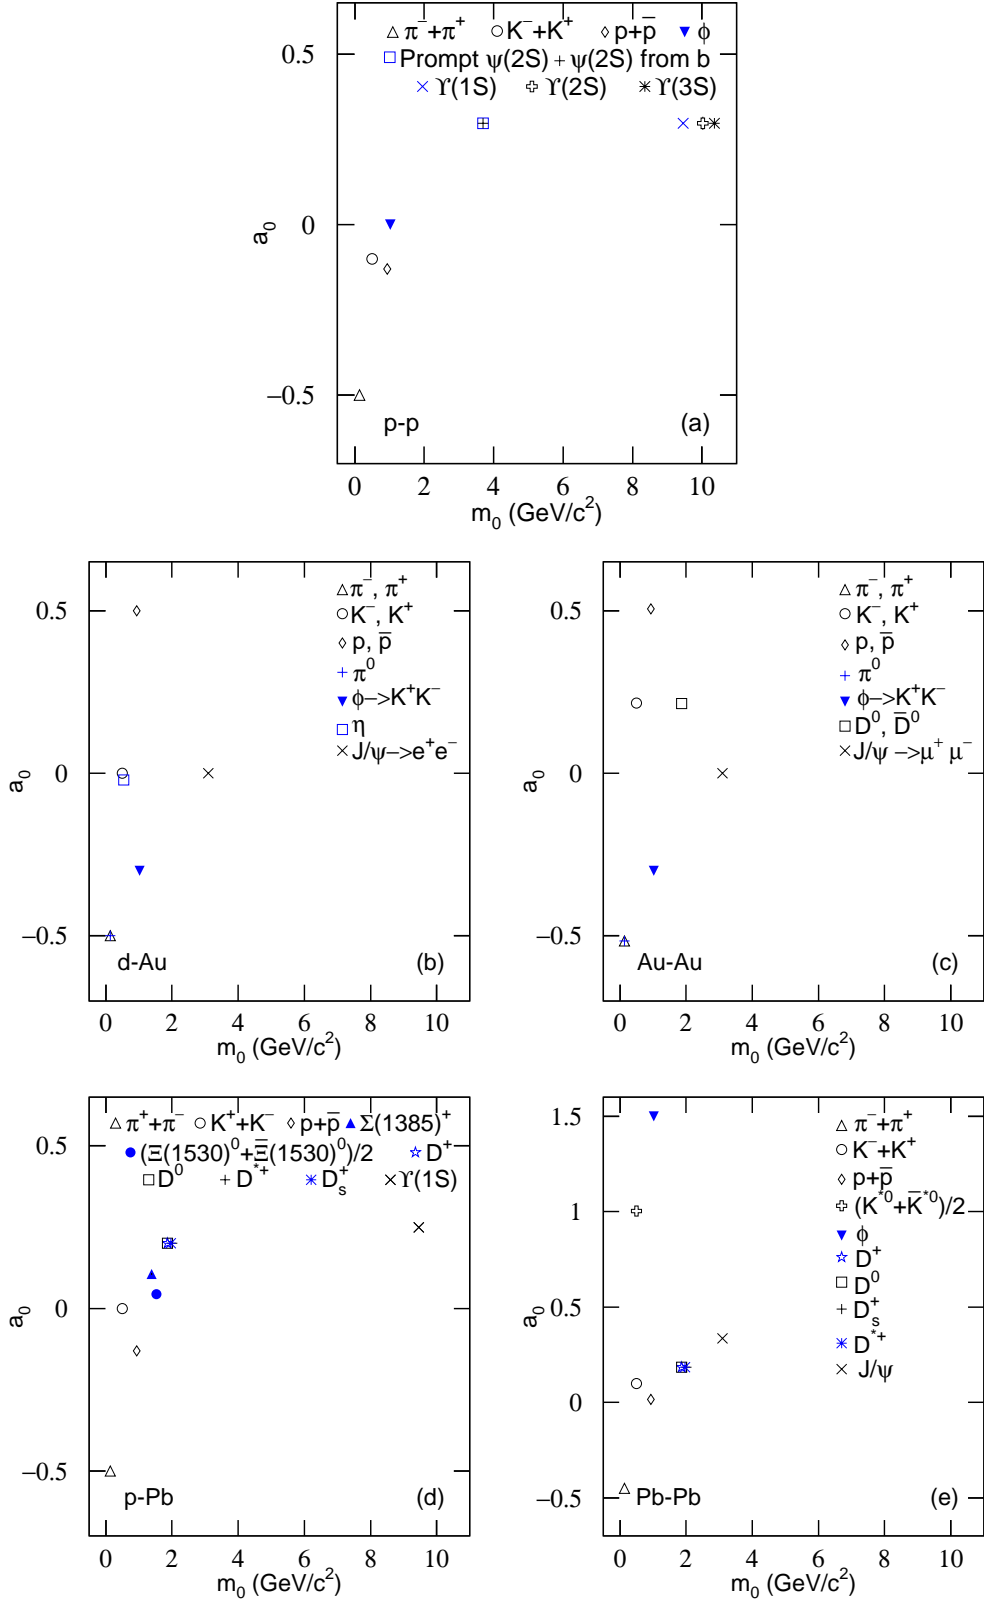 π⁻+π⁺ K⁻+K⁺ p+p̅ ϕ
Prompt ψ(2S) + ψ(2S) from b
ϒ(1S) ϒ(2S) ϒ(3S)
0.5
0
−0.5
a₀
p-p (a)
0 2 4 6 8 10
m₀ (GeV/c²)
π⁻, π⁺
K⁻, K⁺
p, p̅
π⁰
ϕ−>K⁺K⁻
η
J/ψ−>e⁺e⁻
0.5
0
−0.5
a₀
d-Au (b)
0 2 4 6 8 10
m₀ (GeV/c²)
π⁻, π⁺
K⁻, K⁺
p, p̅
π⁰
ϕ−>K⁺K⁻
D⁰, D̅⁰
J/ψ −>μ⁺ μ⁻
0.5
0
−0.5
a₀
Au-Au (c)
0 2 4 6 8 10
m₀ (GeV/c²)
π⁺+π⁻ K⁺+K⁻ p+p̅ Σ(1385)⁺
(Ξ(1530)⁰+Ξ̅(1530)⁰)/2 D⁺
D⁰ D*⁺ Dₛ⁺ ϒ(1S)
0.5
0
−0.5
a₀
p-Pb (d)
0 2 4 6 8 10
m₀ (GeV/c²)
π⁻+π⁺
K⁻+K⁺
p+p̅
(K*⁰+K̅*⁰)/2
ϕ
D⁺
D⁰
Dₛ⁺
D*⁺
J/ψ
1.5
1
0.5
0
−0.5
a₀
Pb-Pb (e)
0 2 4 6 8 10
m₀ (GeV/c²)